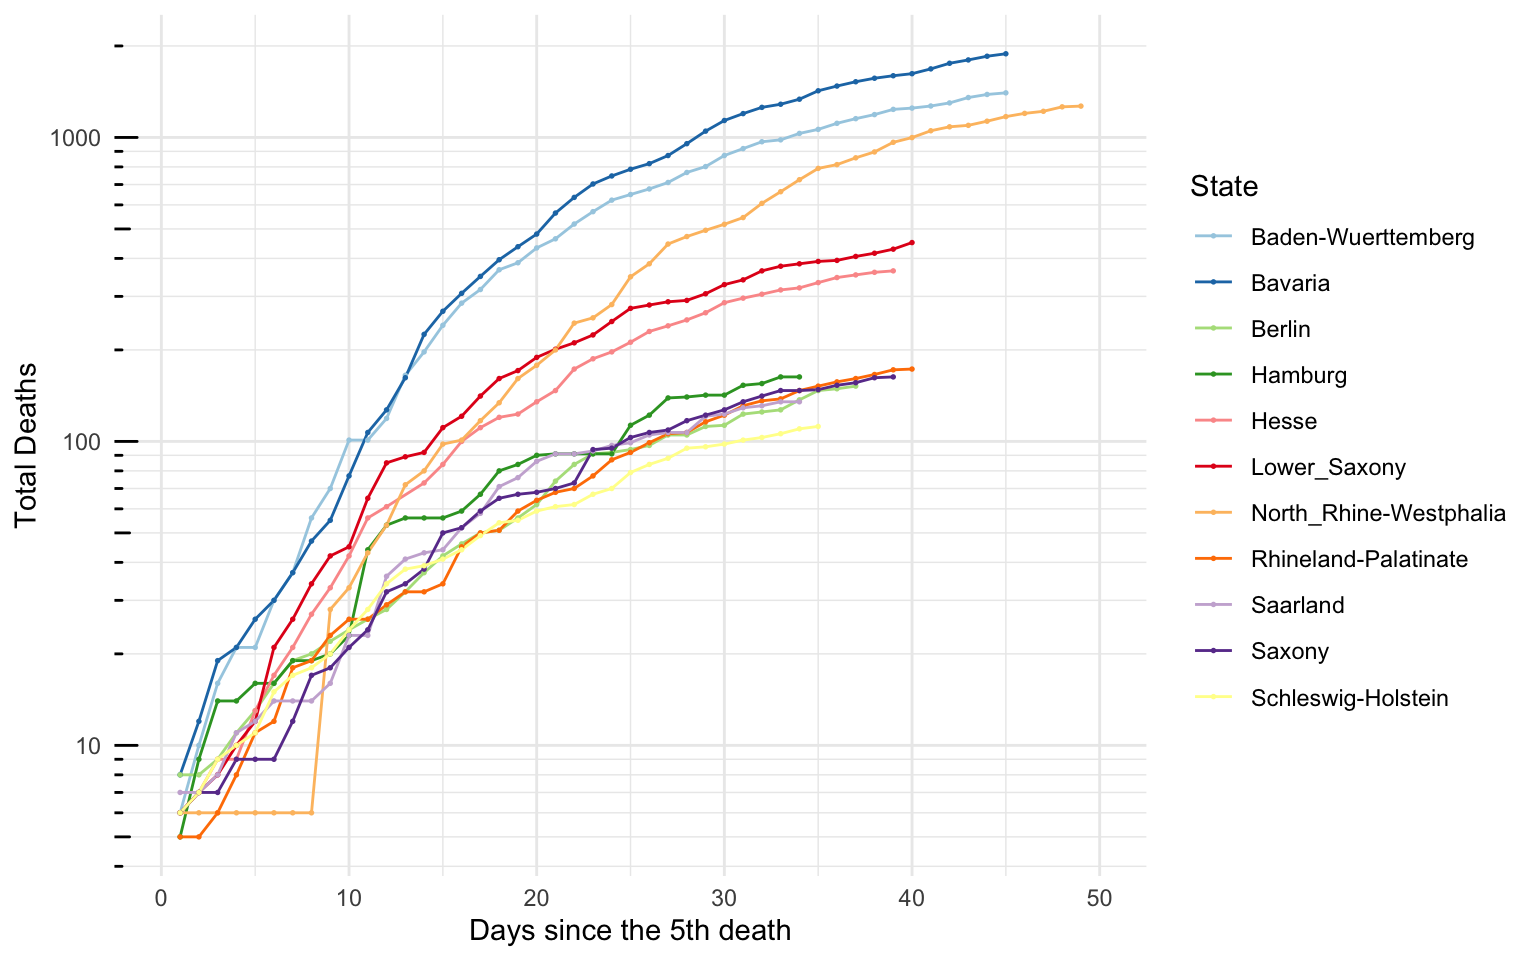 Total Deaths
1000
100
10
0 10 20 30 40 50
Days since the 5th death
State
Baden-Wuerttemberg
Bavaria
Berlin
Hamburg
Hesse
Lower_Saxony
North_Rhine-Westphalia
Rhineland-Palatinate
Saarland
Saxony
Schleswig-Holstein